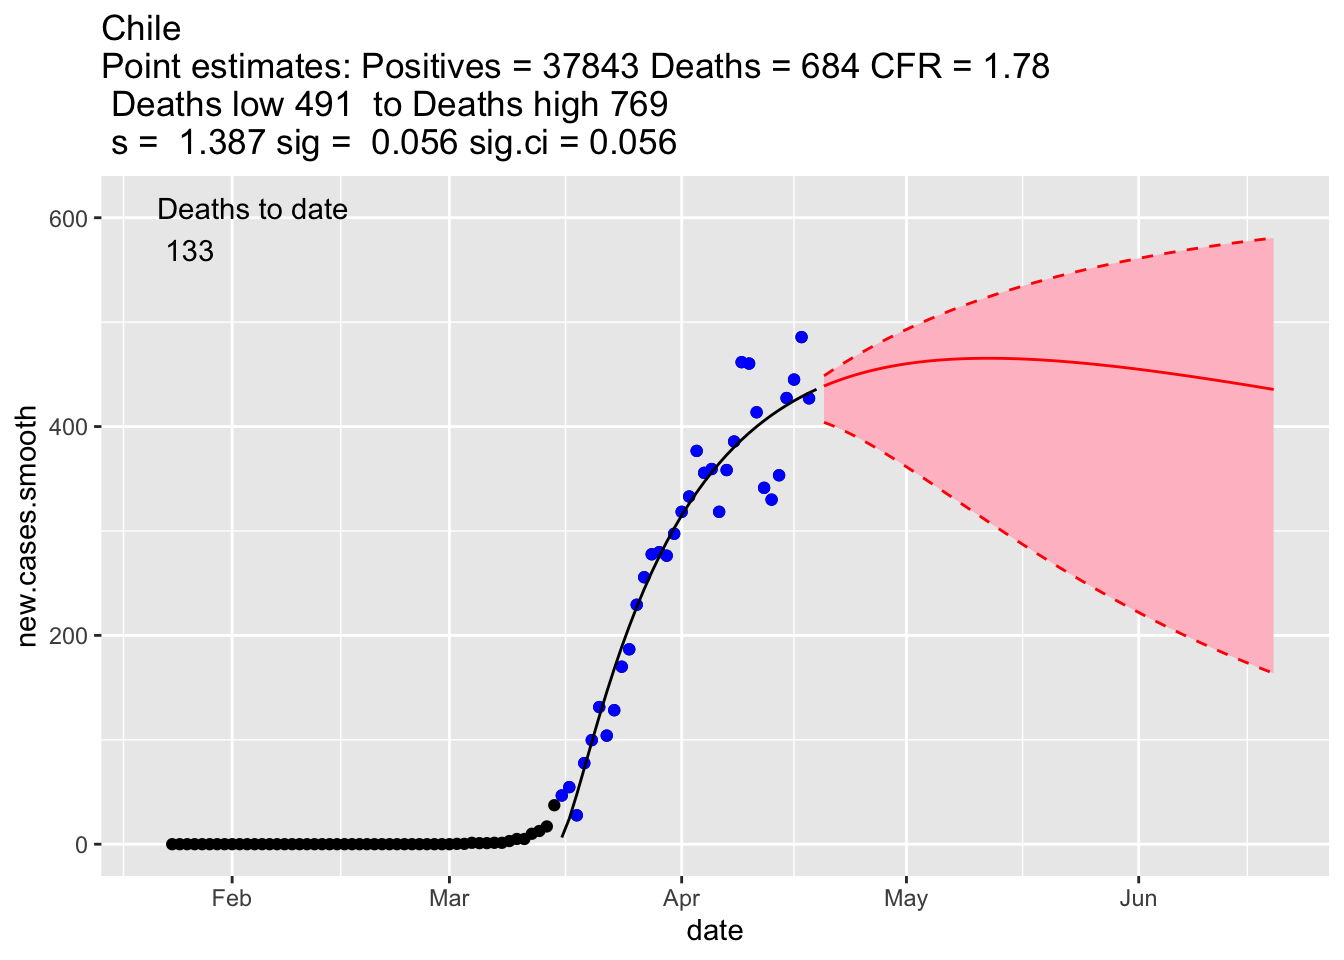 Chile
Point estimates: Positives = 37843 Deaths = 684 CFR = 1.78
Deaths low 491  to Deaths high 769
s =  1.387 sig =  0.056 sig.ci = 0.056
Deaths to date
133
600
400
200
0
new.cases.smooth
Feb Mar Apr May Jun
date